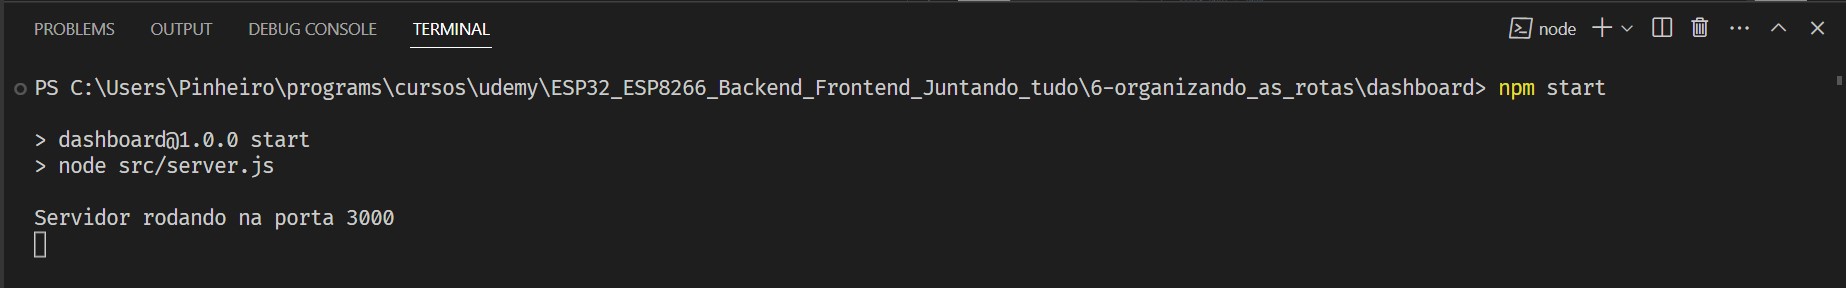 PROBLEMS OUTPUT DEBUG CONSOLE TERMINAL node
PS C:\Users\Pinheiro\programs\cursos\udemy\ESP32_ESP8266_Backend_Frontend_Juntando_tudo\6-organizando_as_rotas\dashboard> npm start
> dashboard@1.0.0 start
> node src/server.js
Servidor rodando na porta 3000